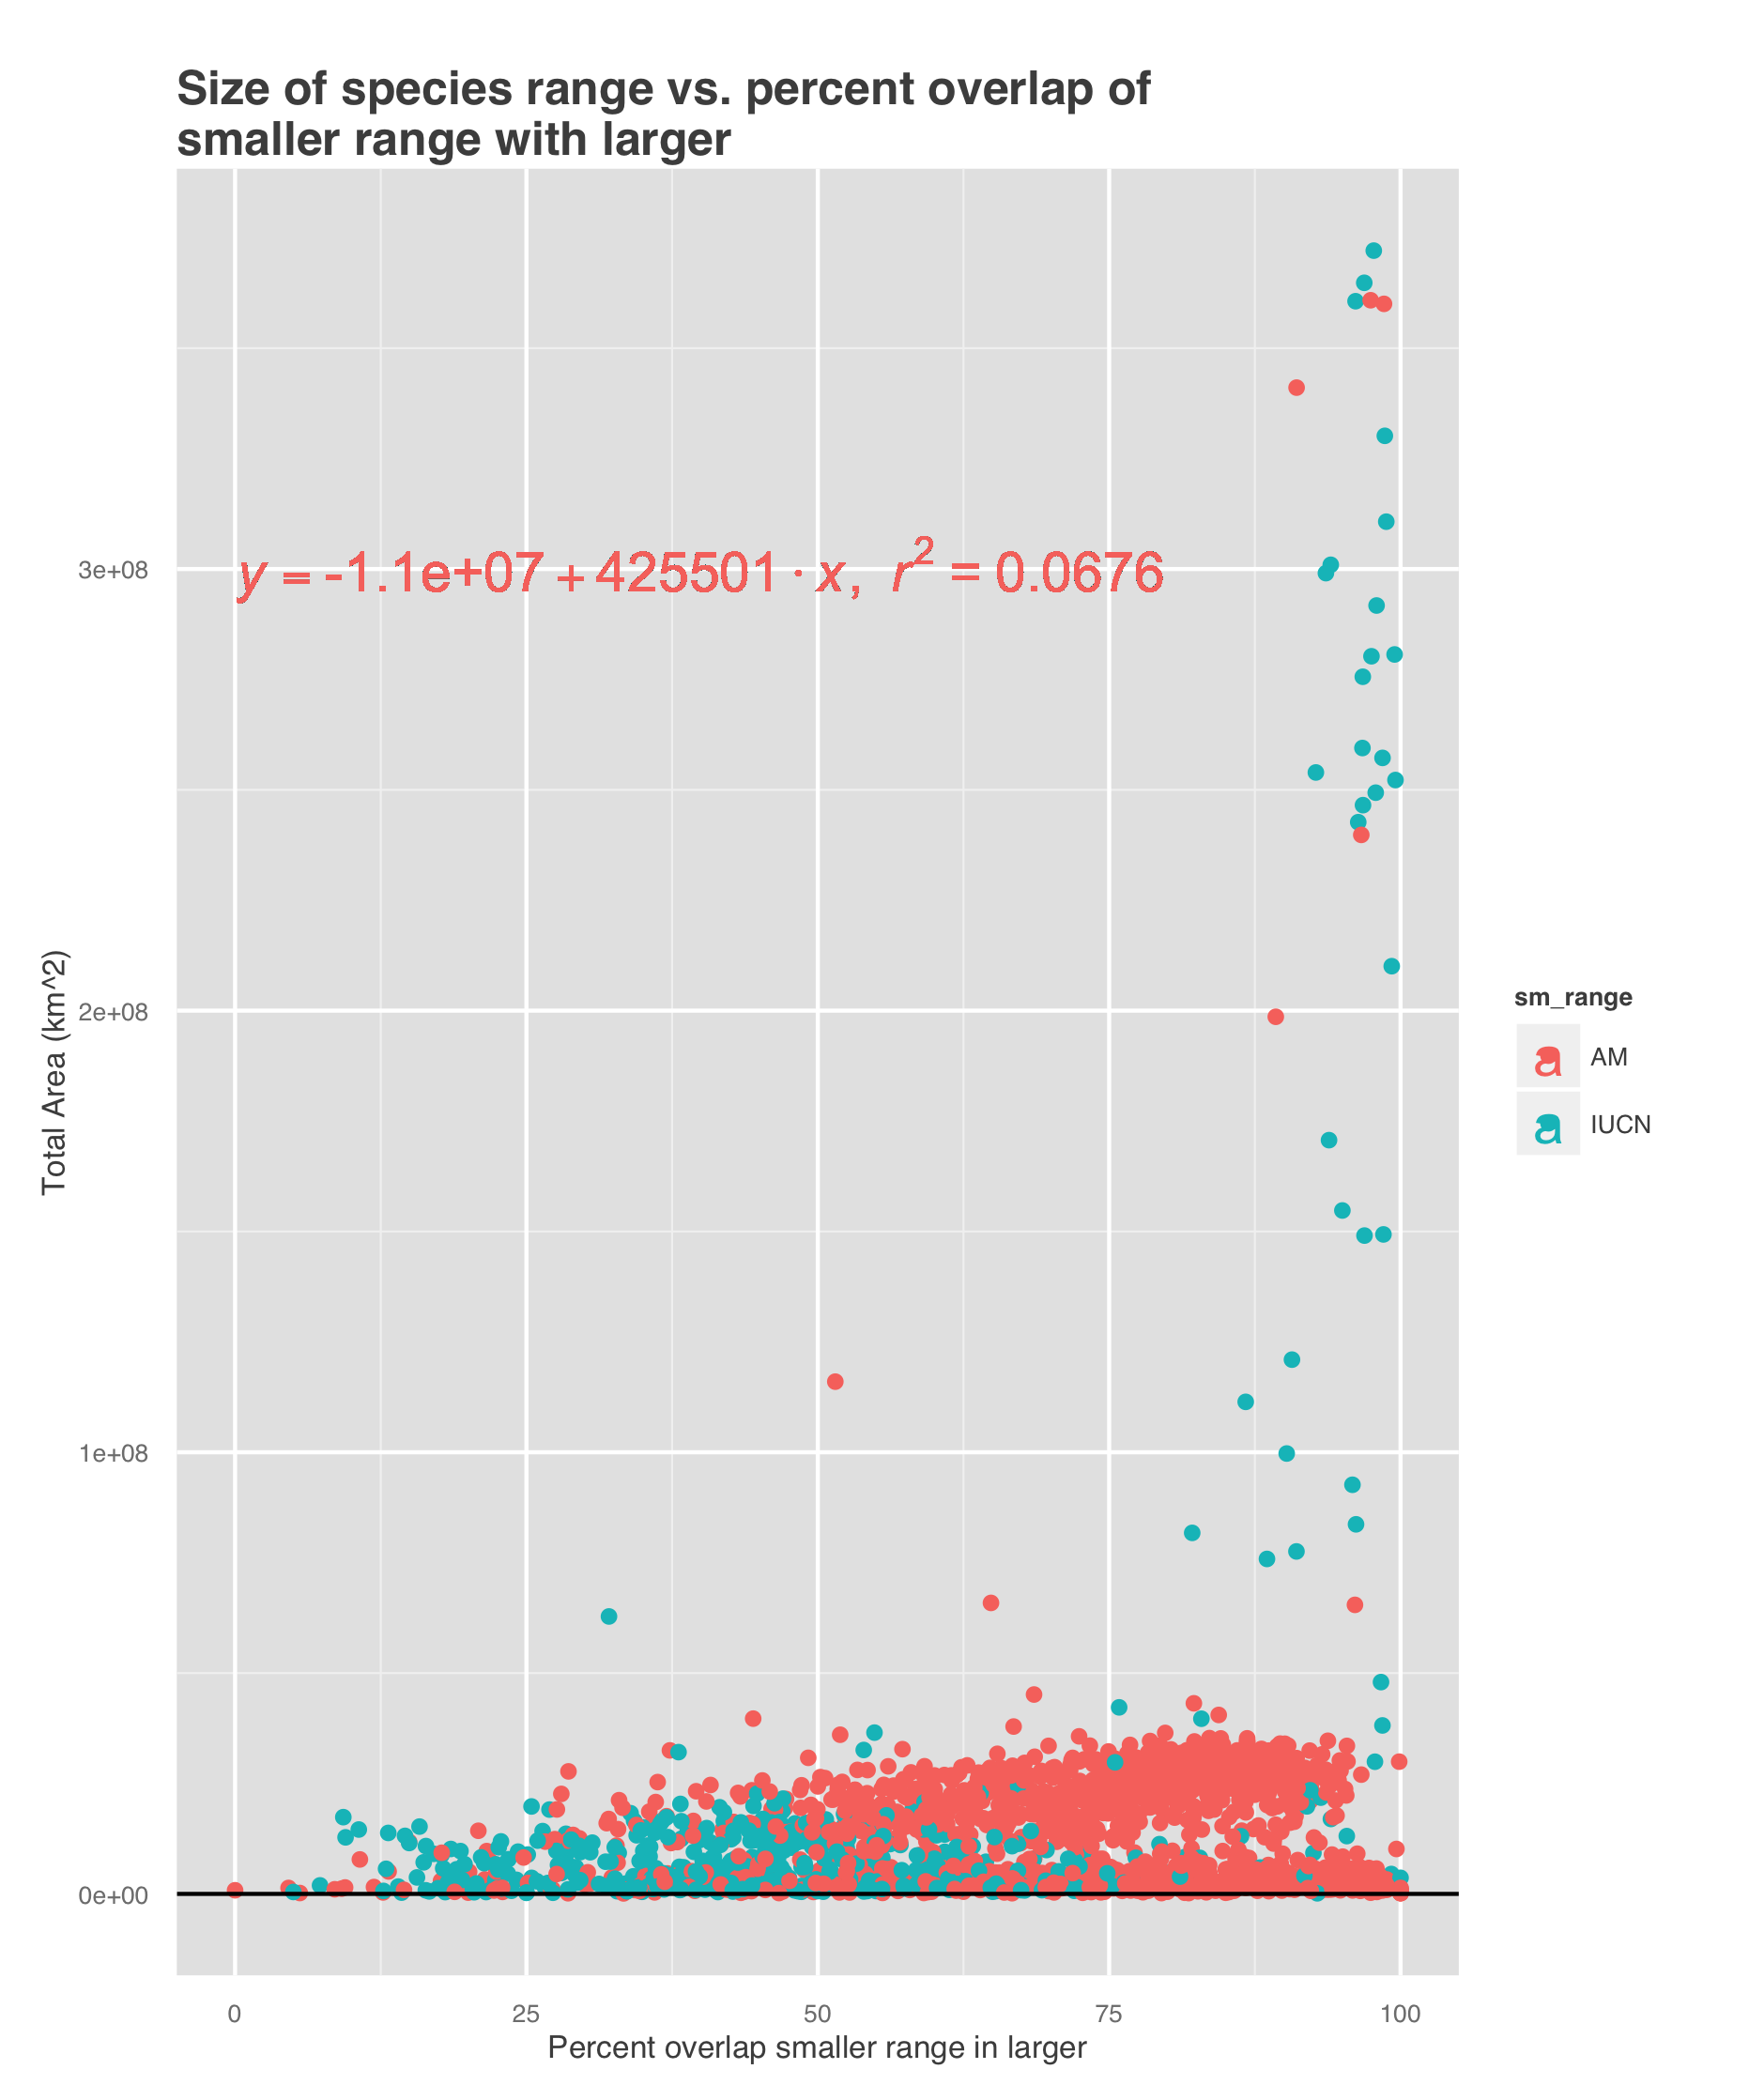 Size of species range vs. percent overlap of
smaller range with larger
3e+08
y = -1.1e+07 + 425501 · x, r² = 0.0676
2e+08
1e+08
0e+00
Total Area (km^2)
0 25 50 75 100
Percent overlap smaller range in larger
sm_range
a AM
a IUCN